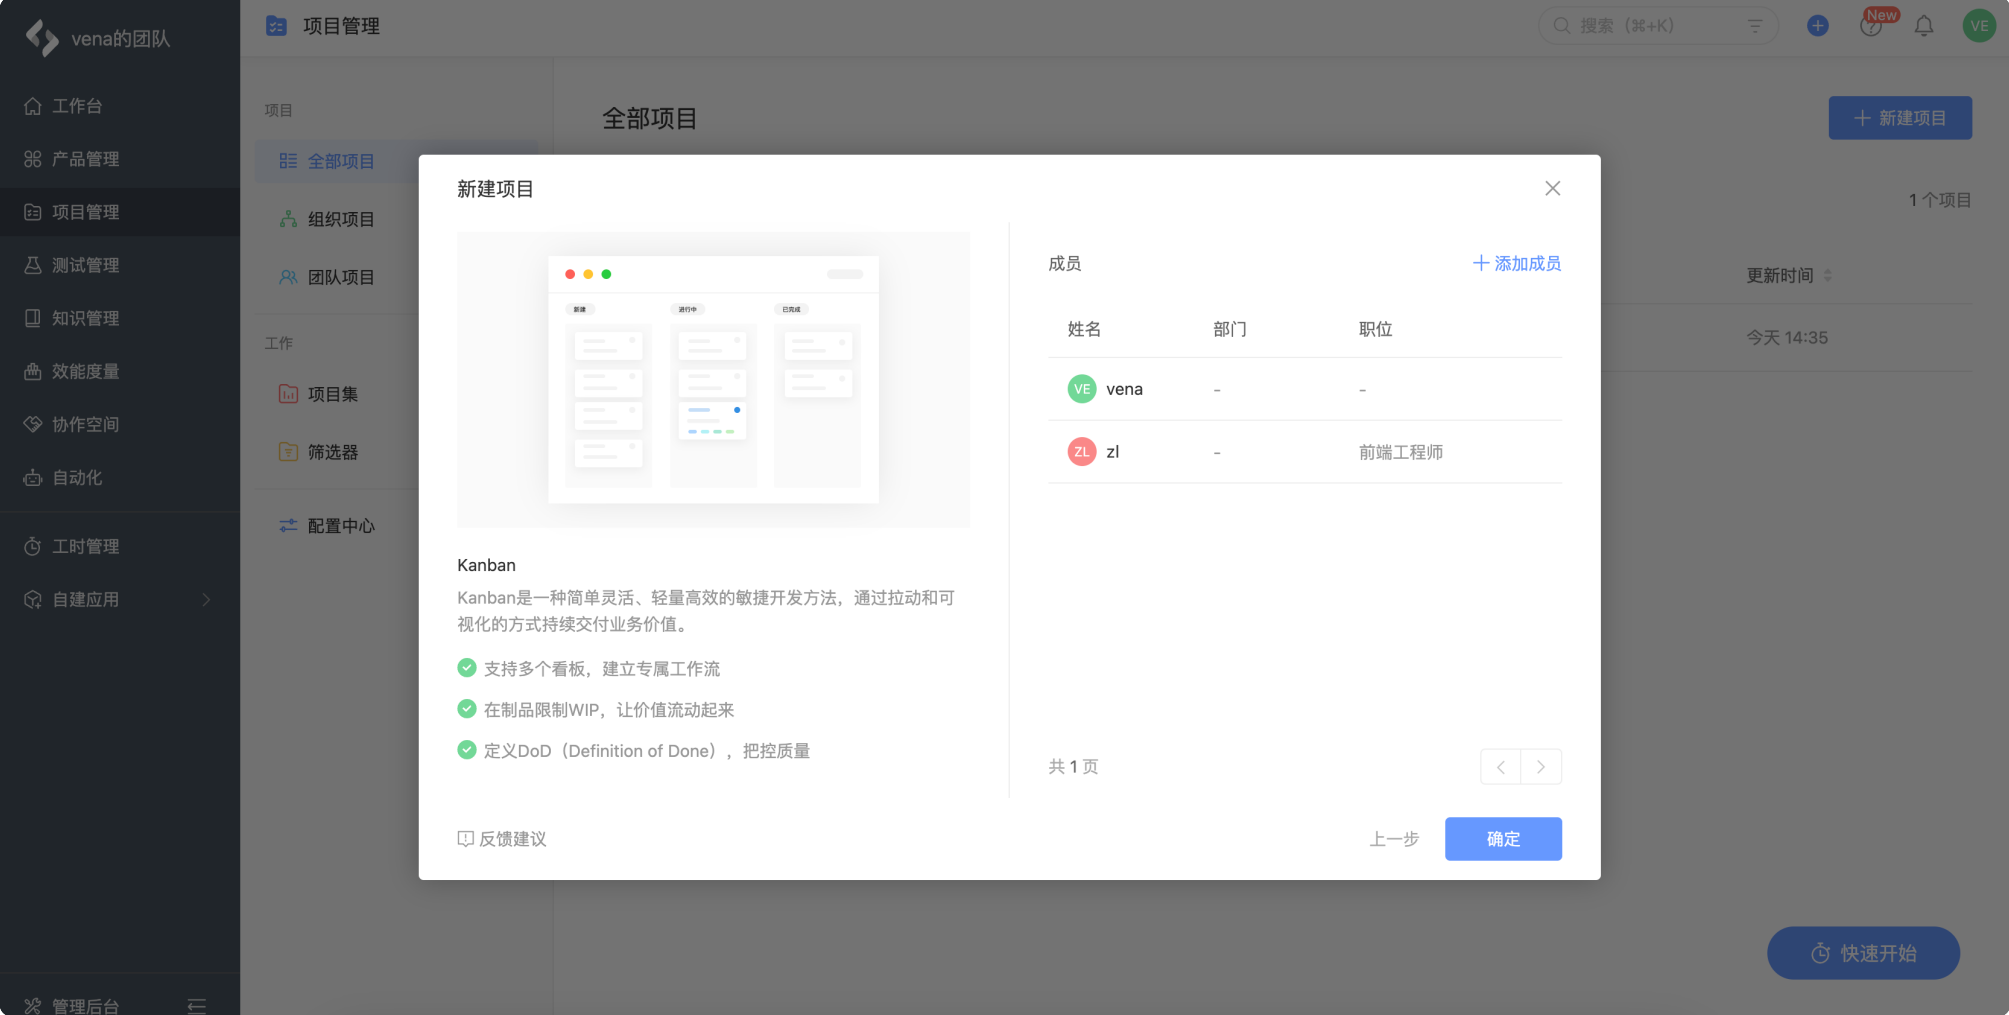 vena的团队
项目管理
搜索（⌘+K）
New
VE
工作台
产品管理
项目管理
测试管理
知识管理
效能度量
协作空间
自动化
工时管理
自建应用
管理后台
项目
全部项目
组织项目
团队项目
工作
项目集
筛选器
配置中心
全部项目
新建项目
1 个项目
更新时间
今天 14:35
新建项目
新建
进行中
已完成
Kanban
Kanban是一种简单灵活、轻量高效的敏捷开发方法，通过拉动和可
视化的方式持续交付业务价值。
支持多个看板，建立专属工作流
在制品限制WIP，让价值流动起来
定义DoD（Definition of Done），把控质量
反馈建议
成员
添加成员
姓名 部门 职位
VE vena - -
ZL zl - 前端工程师
共 1 页
上一步
确定
快速开始